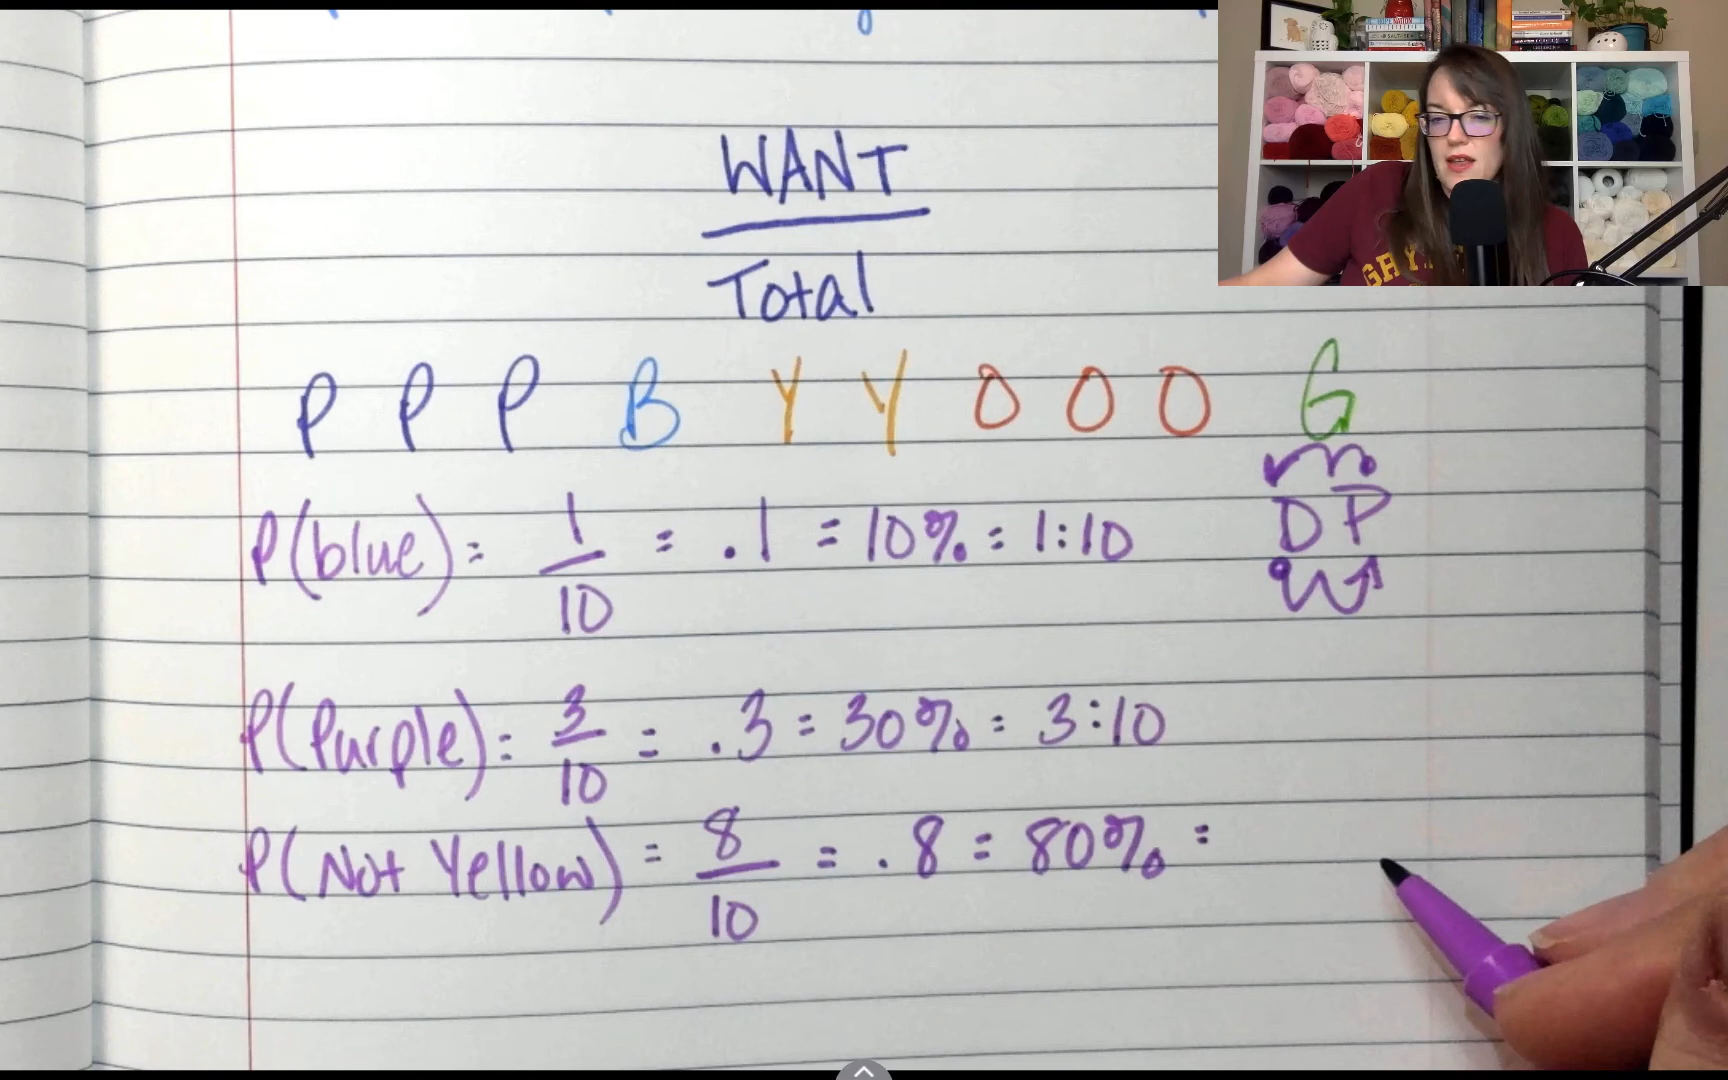 WANT
Total
P P P B Y Y O O O G
P(blue) = 1/10 = .1 = 10% = 1:10
D P
P(Purple) = 3/10 = .3 = 30% = 3:10
P(Not Yellow) = 8/10 = .8 = 80% =